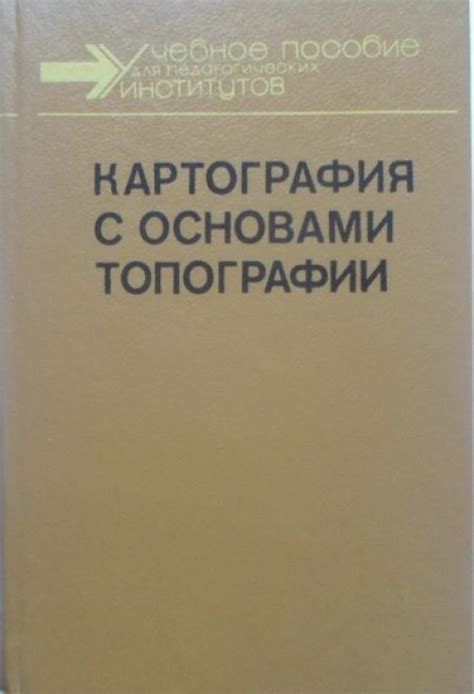 Учебное пособие
для педагогических
институтов
КАРТОГРАФИЯ
С ОСНОВАМИ
ТОПОГРАФИИ